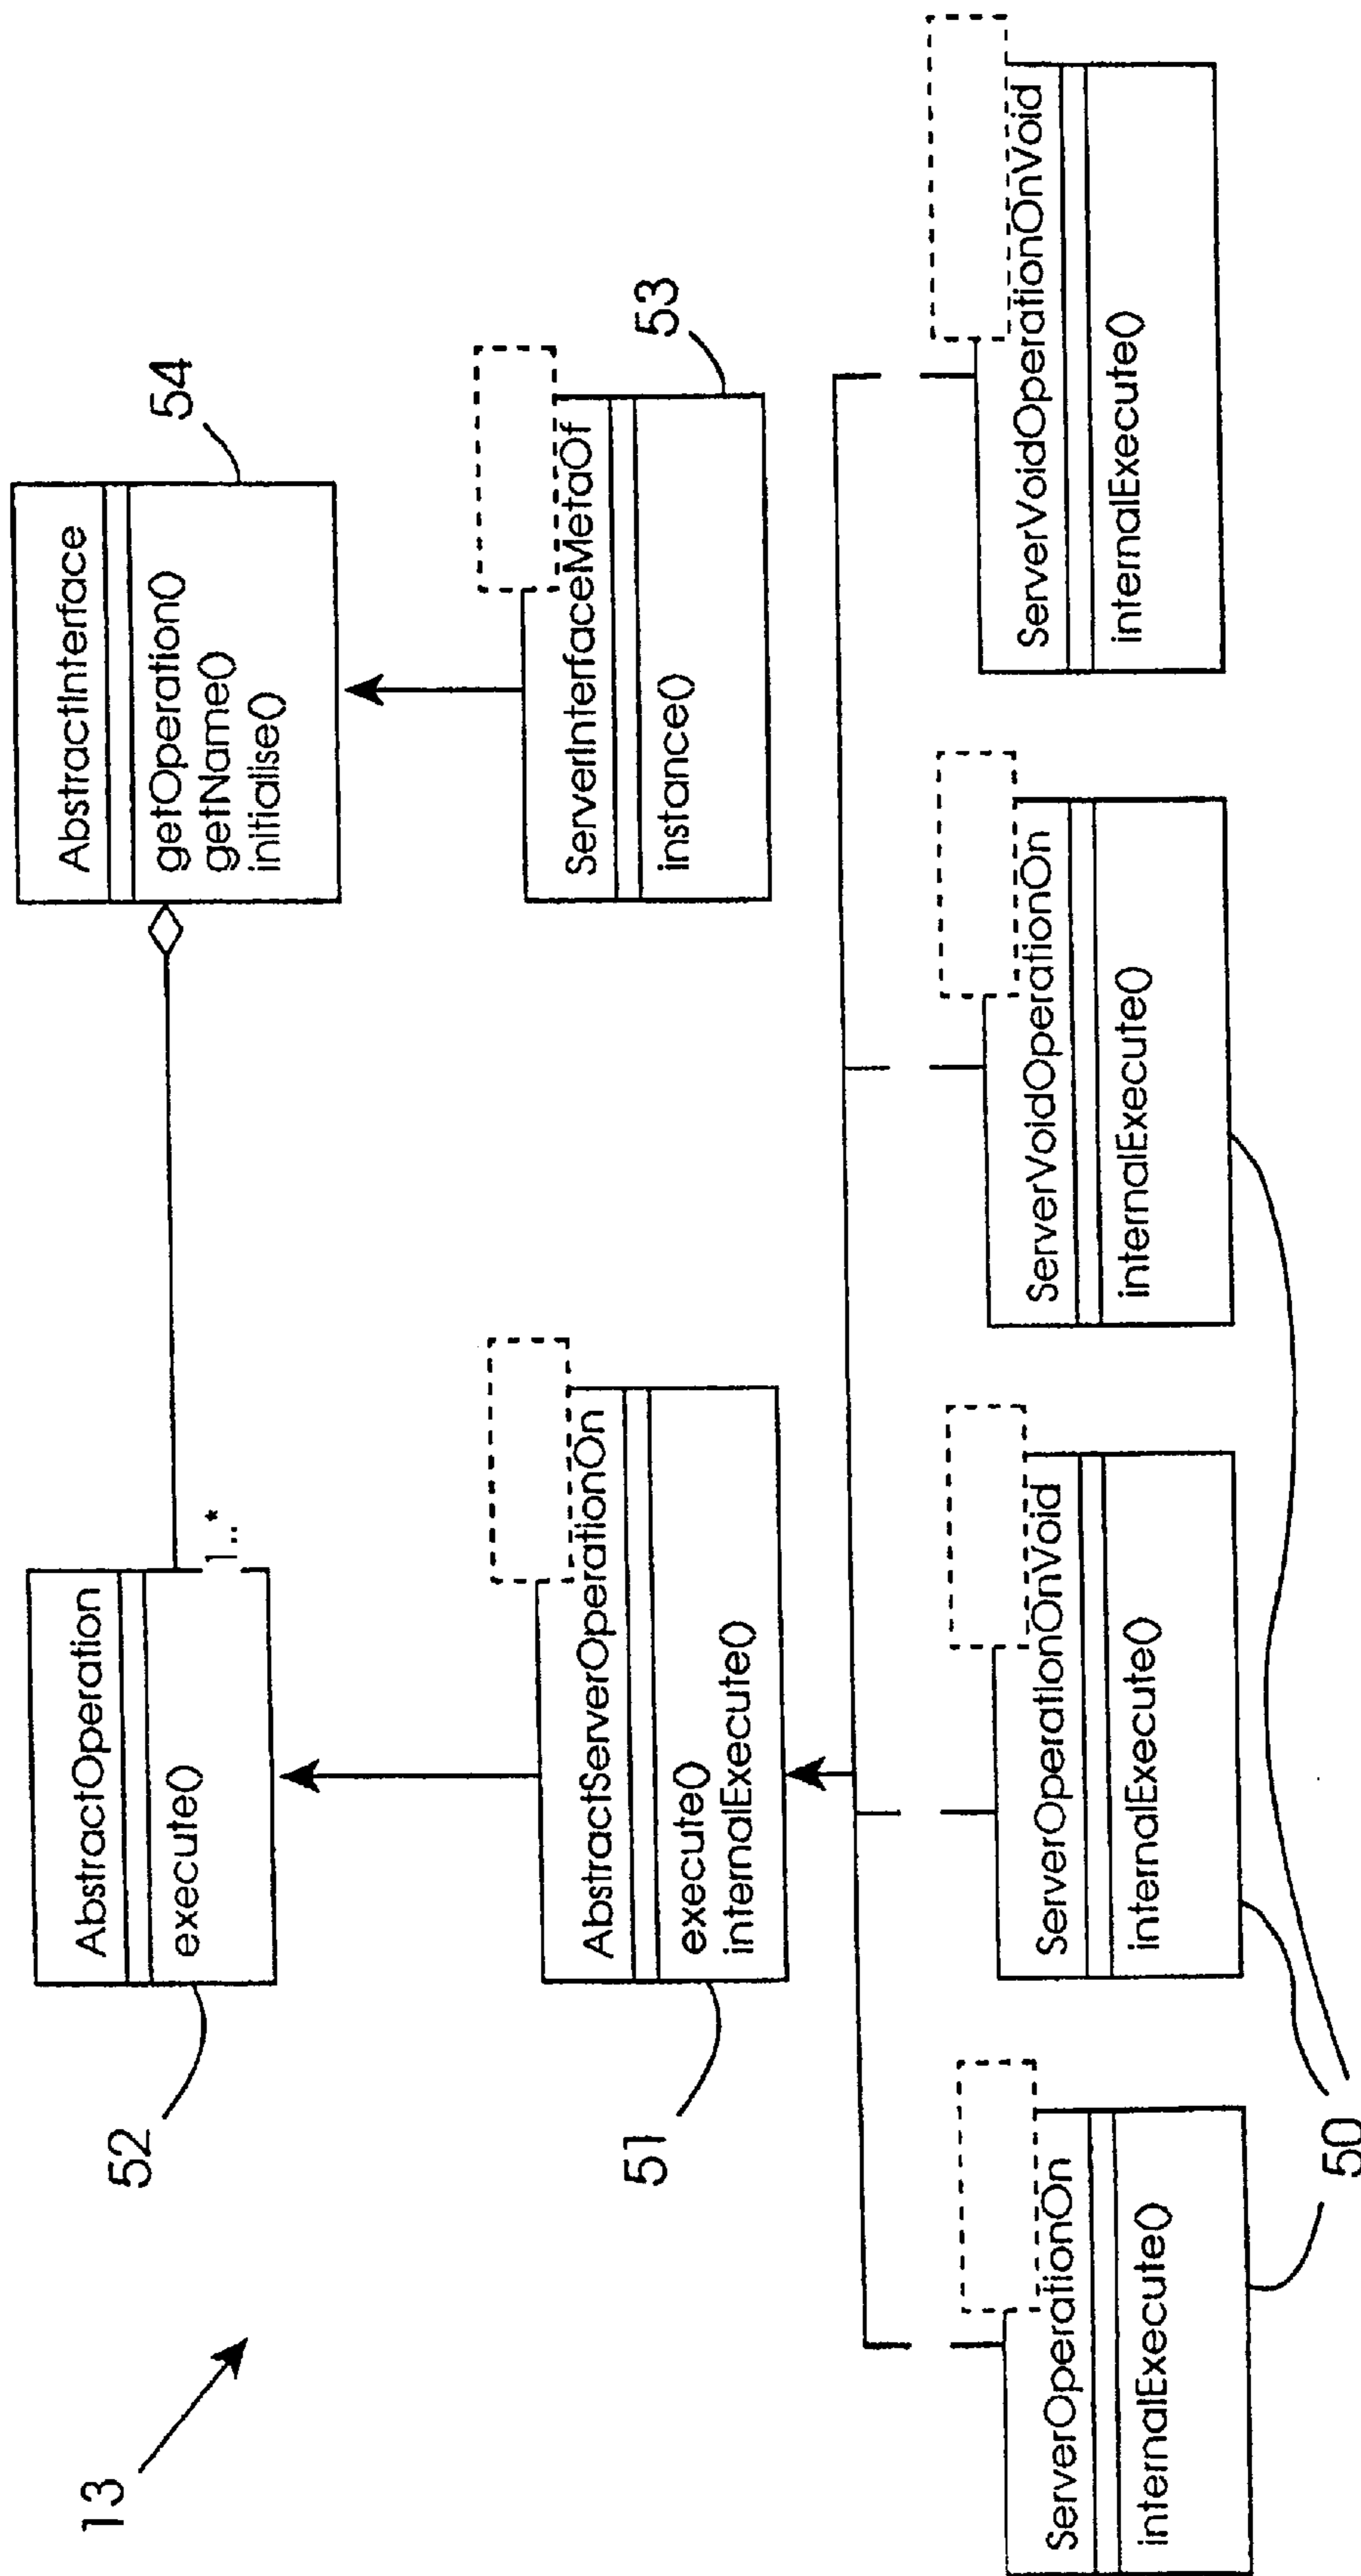 13
52
AbstractOperation
execute()
1..*
54
AbstractInterface
getOperation()
getName()
initialise()
51
AbstractServerOperationOn
execute()
internalExecute()
53
ServerInterfaceMetaOf
instance()
ServerOperationOn
internalExecute()
ServerOperationOnVoid
internalExecute()
ServerVoidOperationOn
internalExecute()
ServerVoidOperationOnVoid
internalExecute()
50